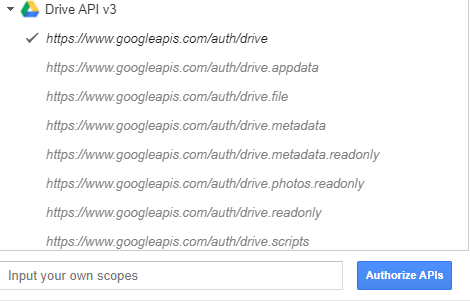 Drive API v3
https://www.googleapis.com/auth/drive
https://www.googleapis.com/auth/drive.appdata
https://www.googleapis.com/auth/drive.file
https://www.googleapis.com/auth/drive.metadata
https://www.googleapis.com/auth/drive.metadata.readonly
https://www.googleapis.com/auth/drive.photos.readonly
https://www.googleapis.com/auth/drive.readonly
https://www.googleapis.com/auth/drive.scripts
Input your own scopes Authorize APIs